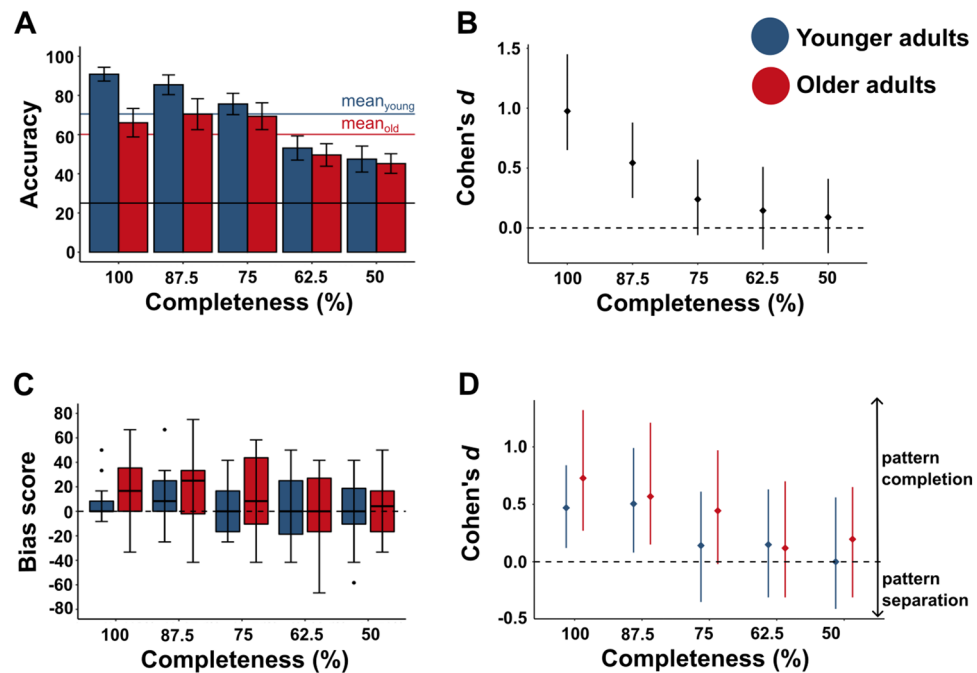 A
Accuracy
100
80
60
40
20
0
mean_young
mean_old
100 87.5 75 62.5 50
Completeness (%)
B
Cohen's d
1.5
1.0
0.5
0.0
100 87.5 75 62.5 50
Completeness (%)
Younger adults
Older adults
C
Bias score
80
60
40
20
0
-20
-40
-60
-80
100 87.5 75 62.5 50
Completeness (%)
D
Cohen's d
1.0
0.5
0.0
-0.5
100 87.5 75 62.5 50
Completeness (%)
pattern
completion
pattern
separation